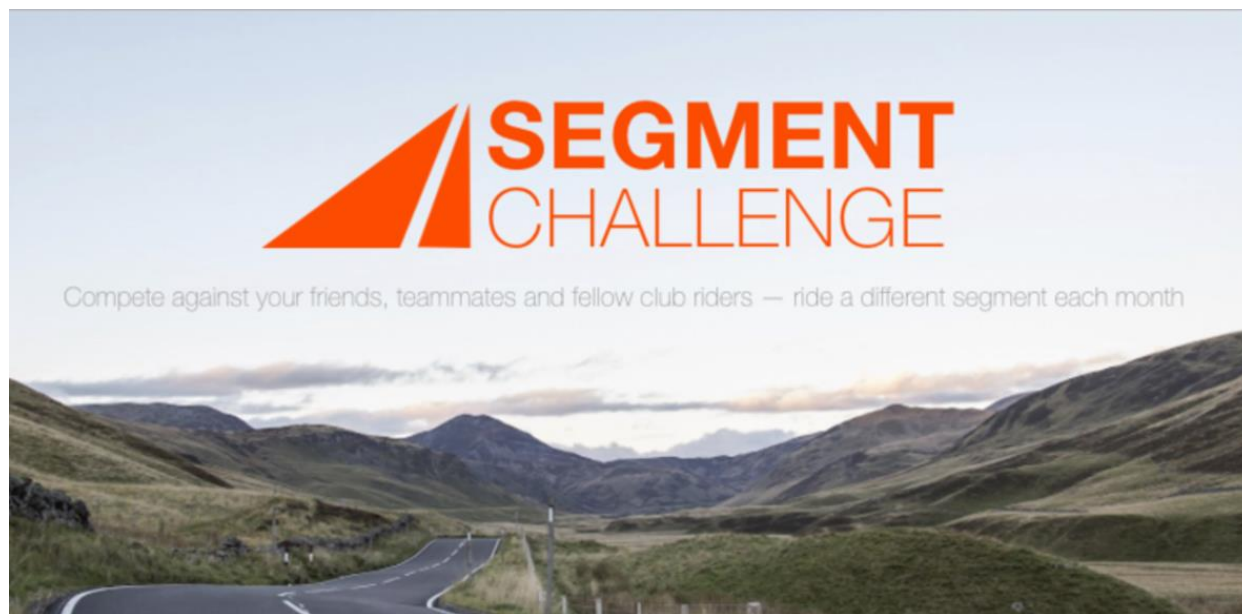 SEGMENT
CHALLENGE
Compete against your friends, teammates and fellow club riders — ride a different segment each month